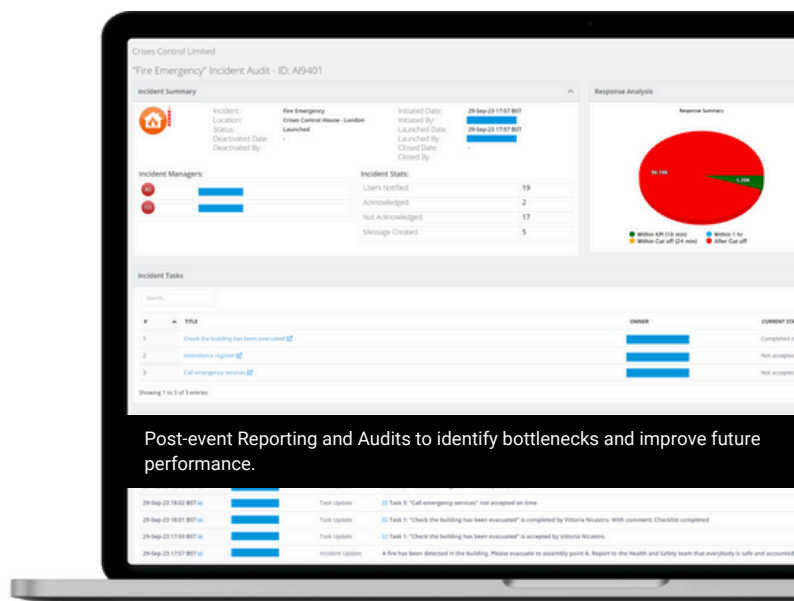 Crises Control Limited
"Fire Emergency" Incident Audit - ID: AI9401
Incident Summary
Response Analysis
Incident: Fire Emergency Initiated Date: 29-Sep-23 17:57 BST
Location: Crises Control House - London Initiated By:
Status: Launched Launched Date: 29-Sep-23 17:57 BST
Deactivated Date: - Launched By:
Deactivated By: Closed Date: -
Closed By:
Response Summary
94.74%
5.26%
Within KPI (10 min) Within 1 hr
Within Cut off (24 min) After Cut off
Incident Managers:
Incident Stats:
Users Notified: 19
Acknowledged: 2
Not Acknowledged: 17
Message Created: 5
Incident Tasks
Search...
# TITLE OWNER CURRENT STA
1 Check the building has been evacuated Completed
2 Attendance register Not accepted
3 Call emergency services Not accepted
Showing 1 to 3 of 3 entries
Post-event Reporting and Audits to identify bottlenecks and improve future
performance.
29-Sep-23 18:02 BST Task Update Task 3: "Call emergency services" not accepted on time
29-Sep-23 18:01 BST Task Update Task 1: "Check the building has been evacuated" is completed by Vittoria Nicastro. With comment: Checklist completed
29-Sep-23 17:59 BST Task Update Task 1: "Check the building has been evacuated" is accepted by Vittoria Nicastro.
29-Sep-23 17:57 BST Incident Update A fire has been detected in the building. Please evacuate to assembly point A. Report to the Health and Safety team that everybody is safe and accounted